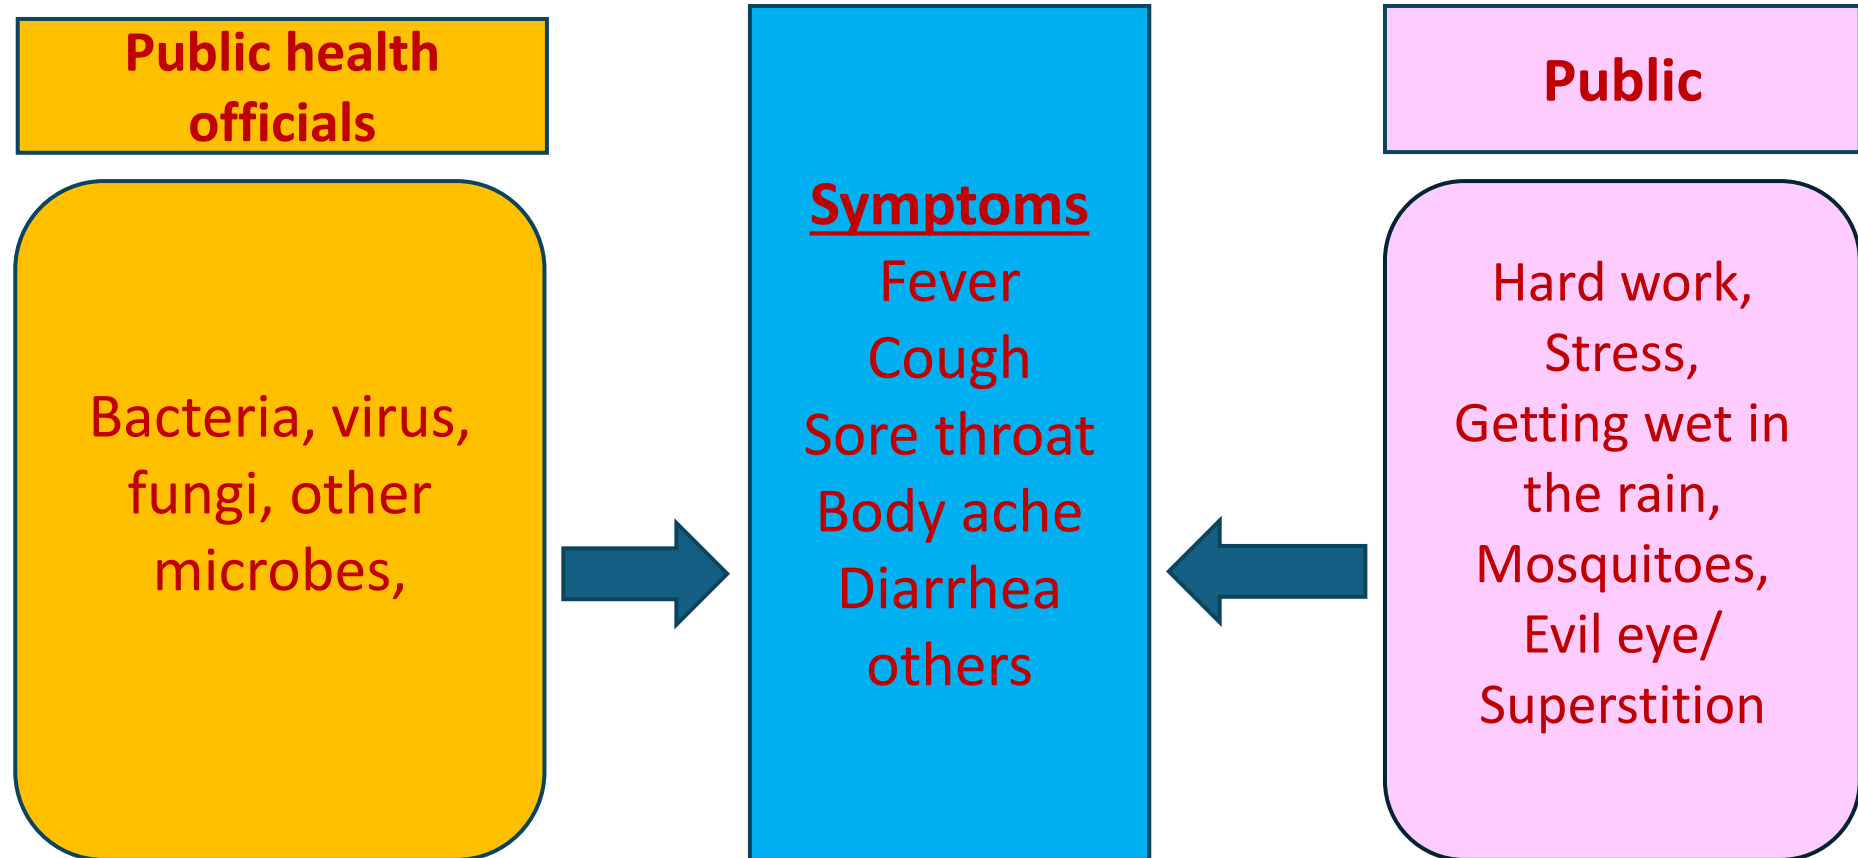 Public health
officials
Bacteria, virus,
fungi, other
microbes,
Symptoms
Fever
Cough
Sore throat
Body ache
Diarrhea
others
Public
Hard work,
Stress,
Getting wet in
the rain,
Mosquitoes,
Evil eye/
Superstition